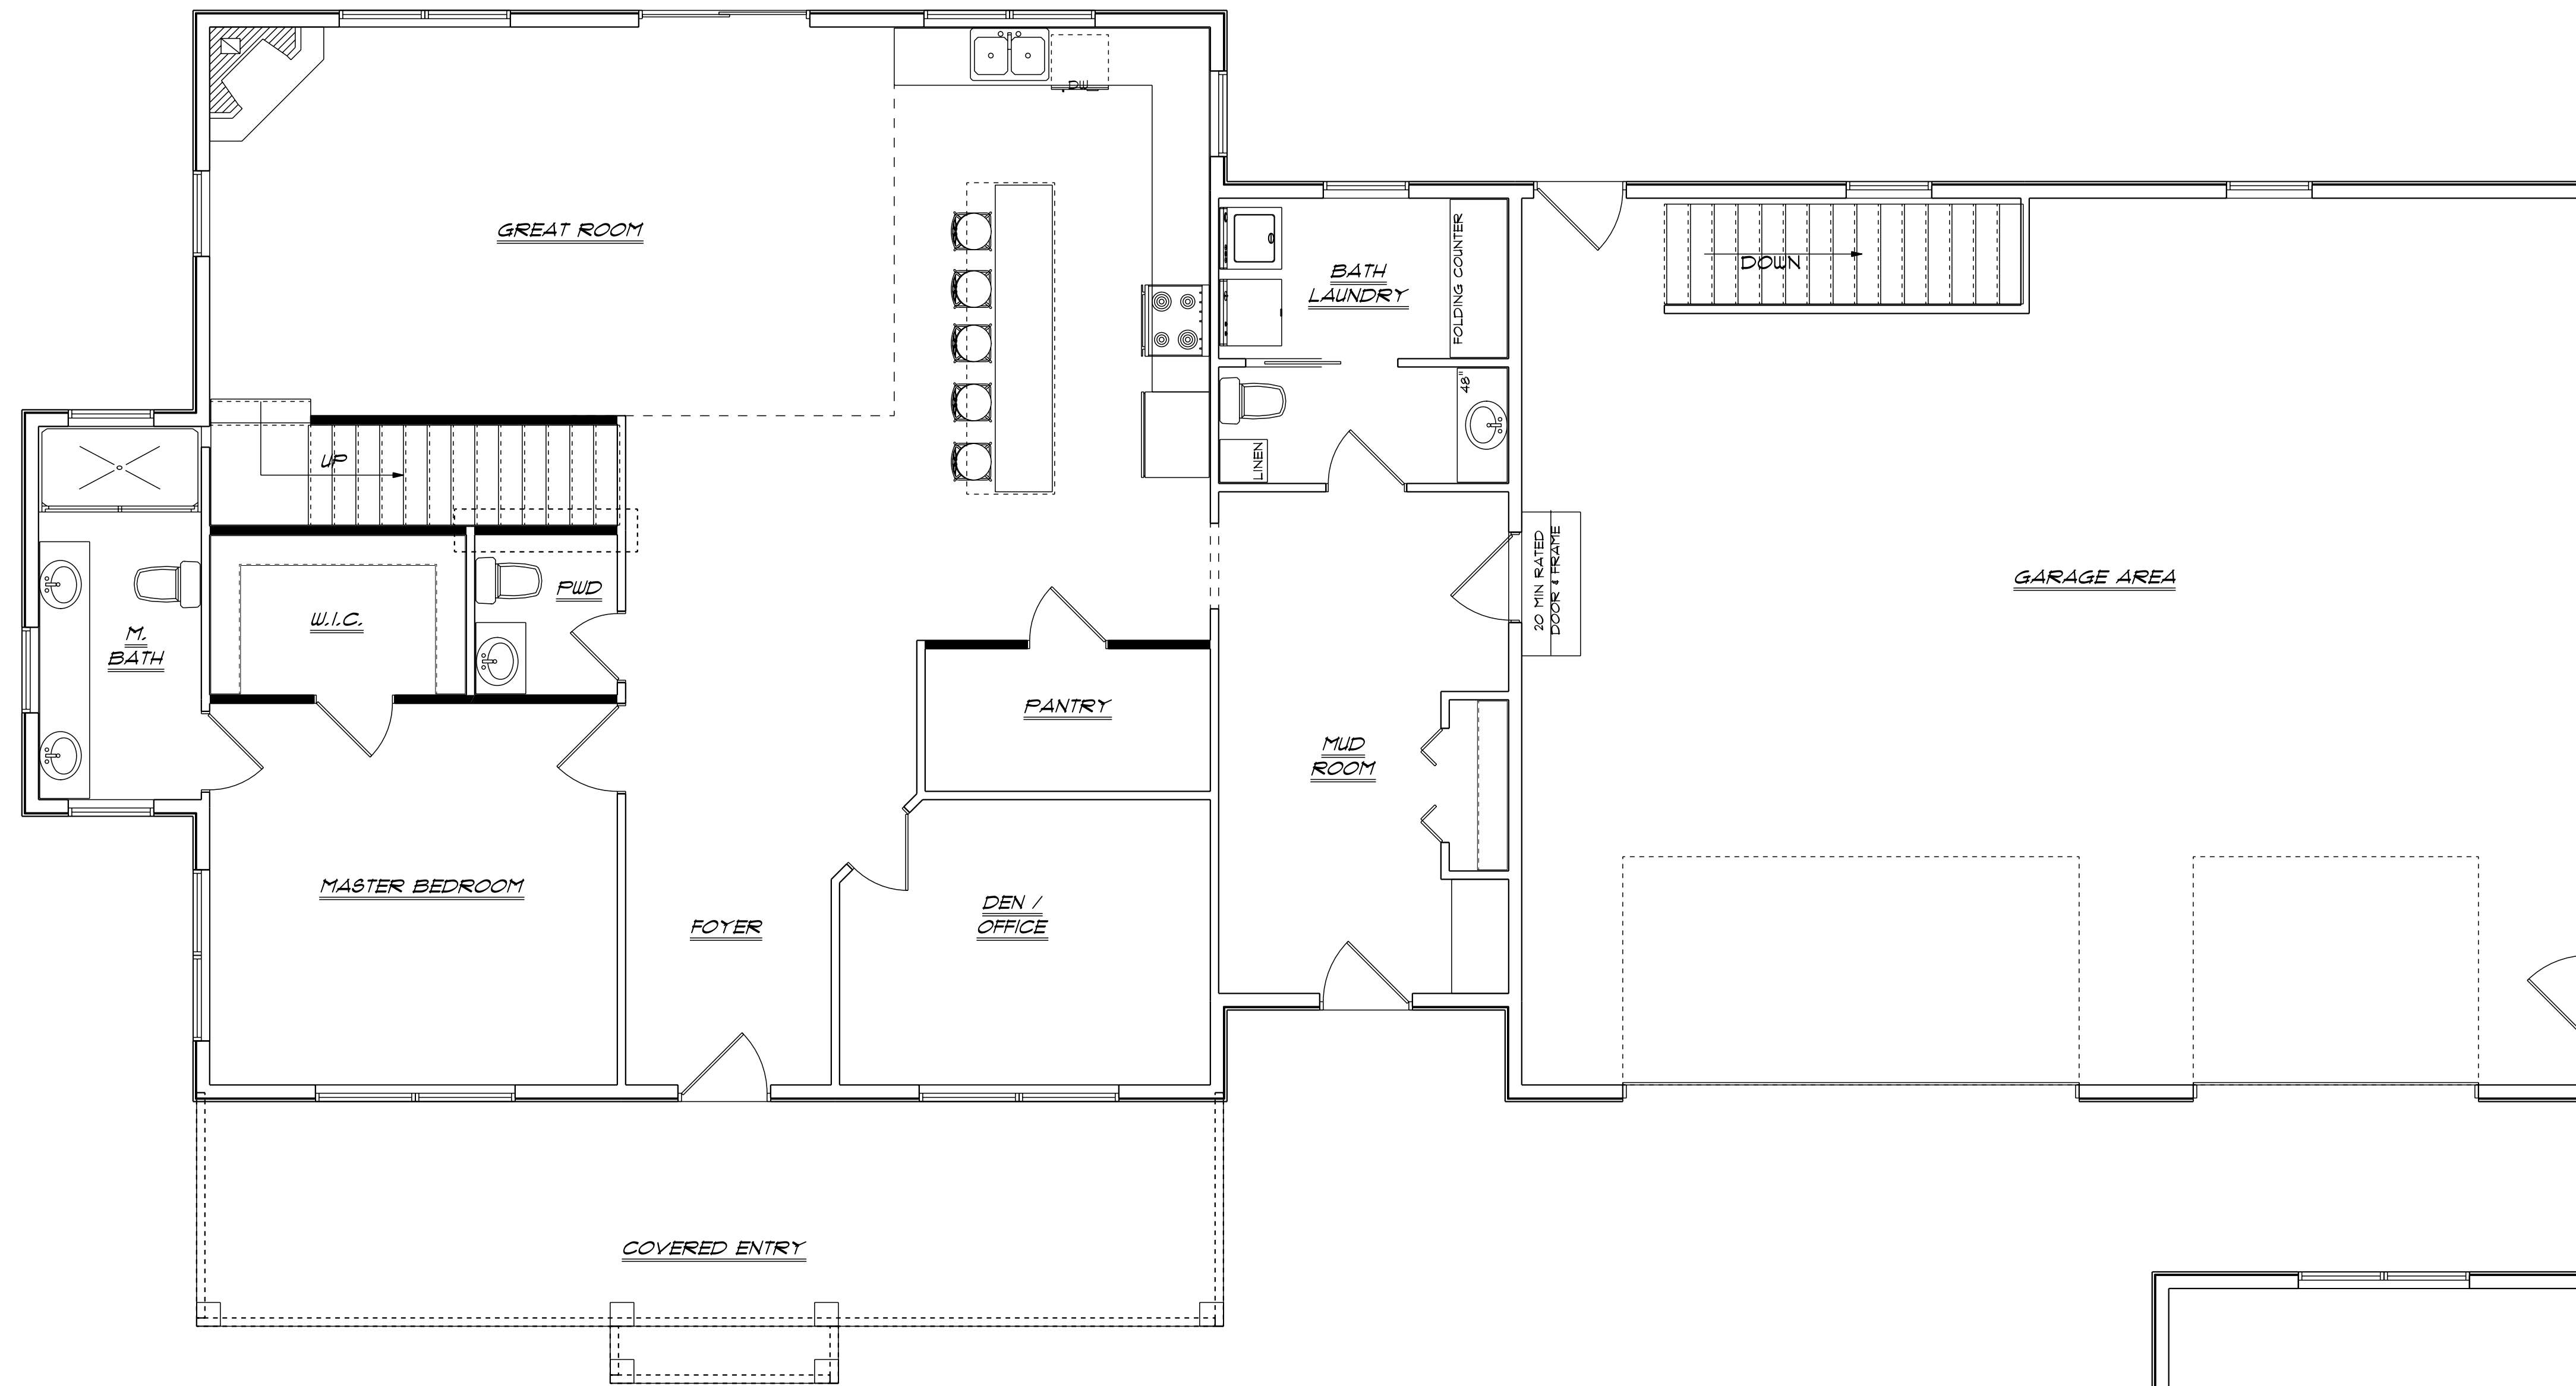 DW
GREAT ROOM
BATH
LAUNDRY
FOLDING COUNTER
DOWN
48"
UP
LINEN
20 MIN RATED
DOOR & FRAME
GARAGE AREA
PWD
W.I.C.
M.
BATH
PANTRY
MUD
ROOM
MASTER BEDROOM
DEN /
OFFICE
FOYER
COVERED ENTRY